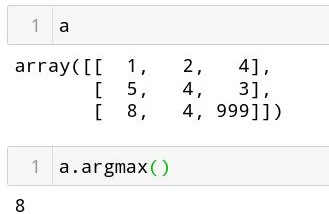 1 a
array([[  1,   2,   4],
       [  5,   4,   3],
       [  8,   4, 999]])
1 a.argmax()
8